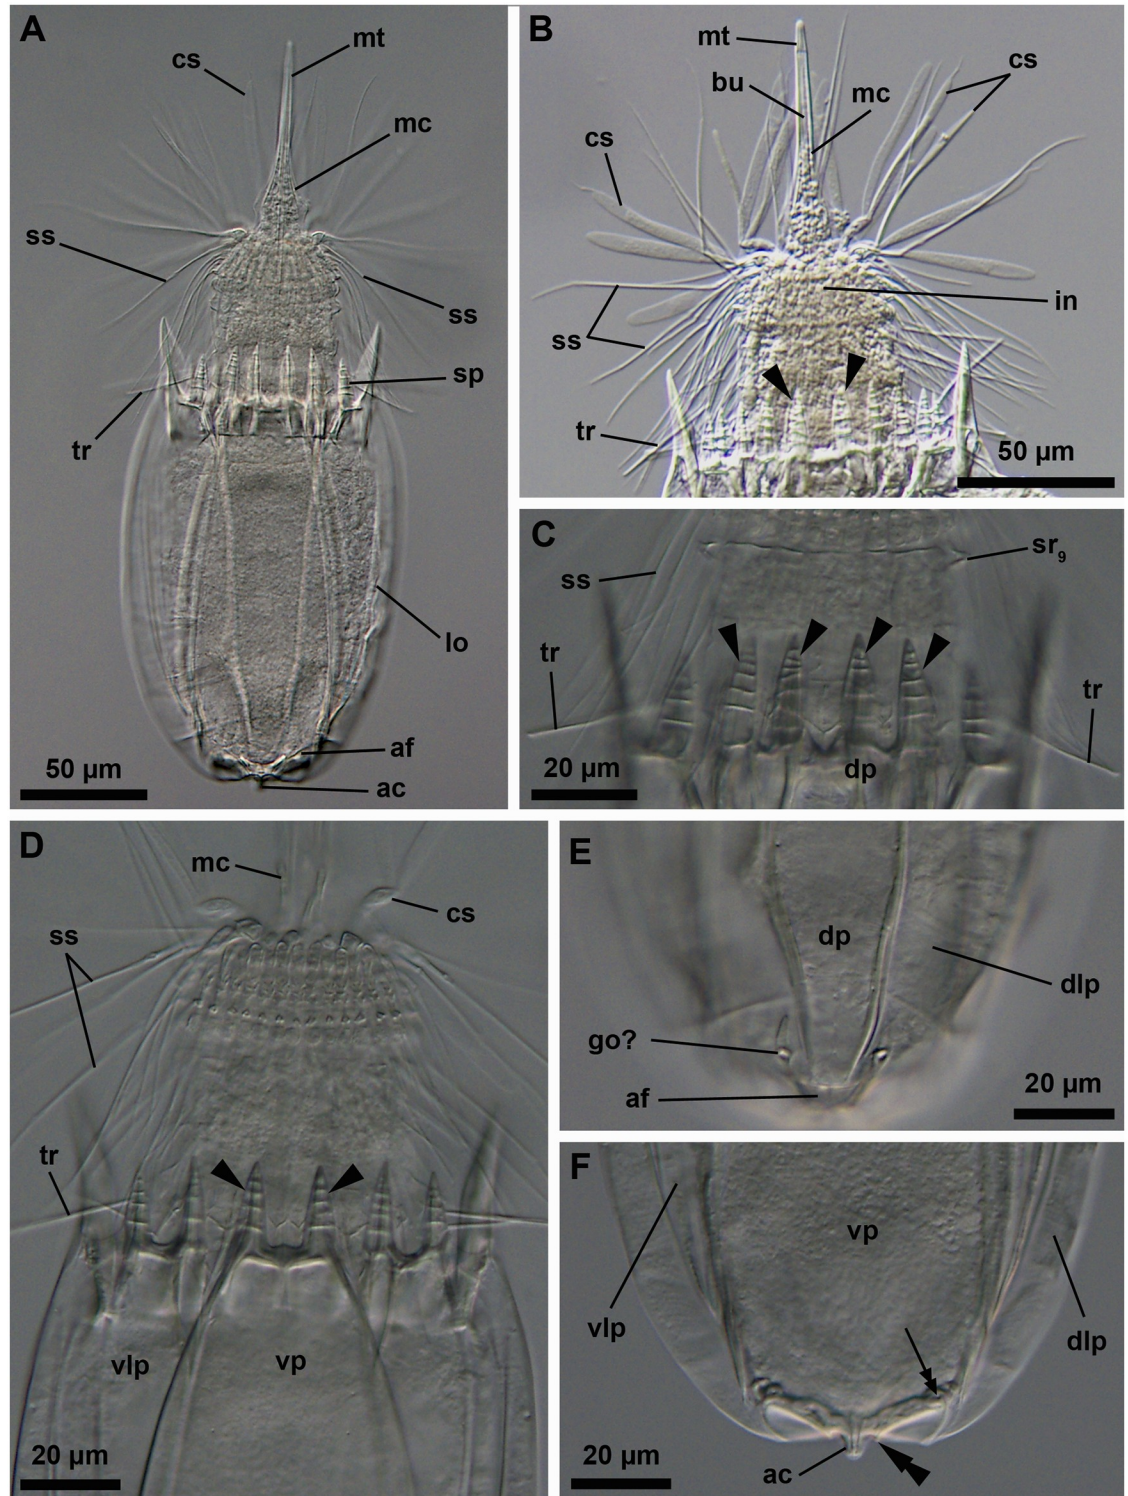 A
mt
cs
mc
ss
ss
sp
tr
lo
af
ac
50 µm
B
mt
bu
mc
cs
cs
in
ss
tr
50 µm
C
sr9
ss
tr
tr
dp
20 µm
D
mc
cs
ss
tr
vlp
vp
20 µm
E
dp
dlp
go?
af
20 µm
F
vp
vlp
dlp
ac
20 µm